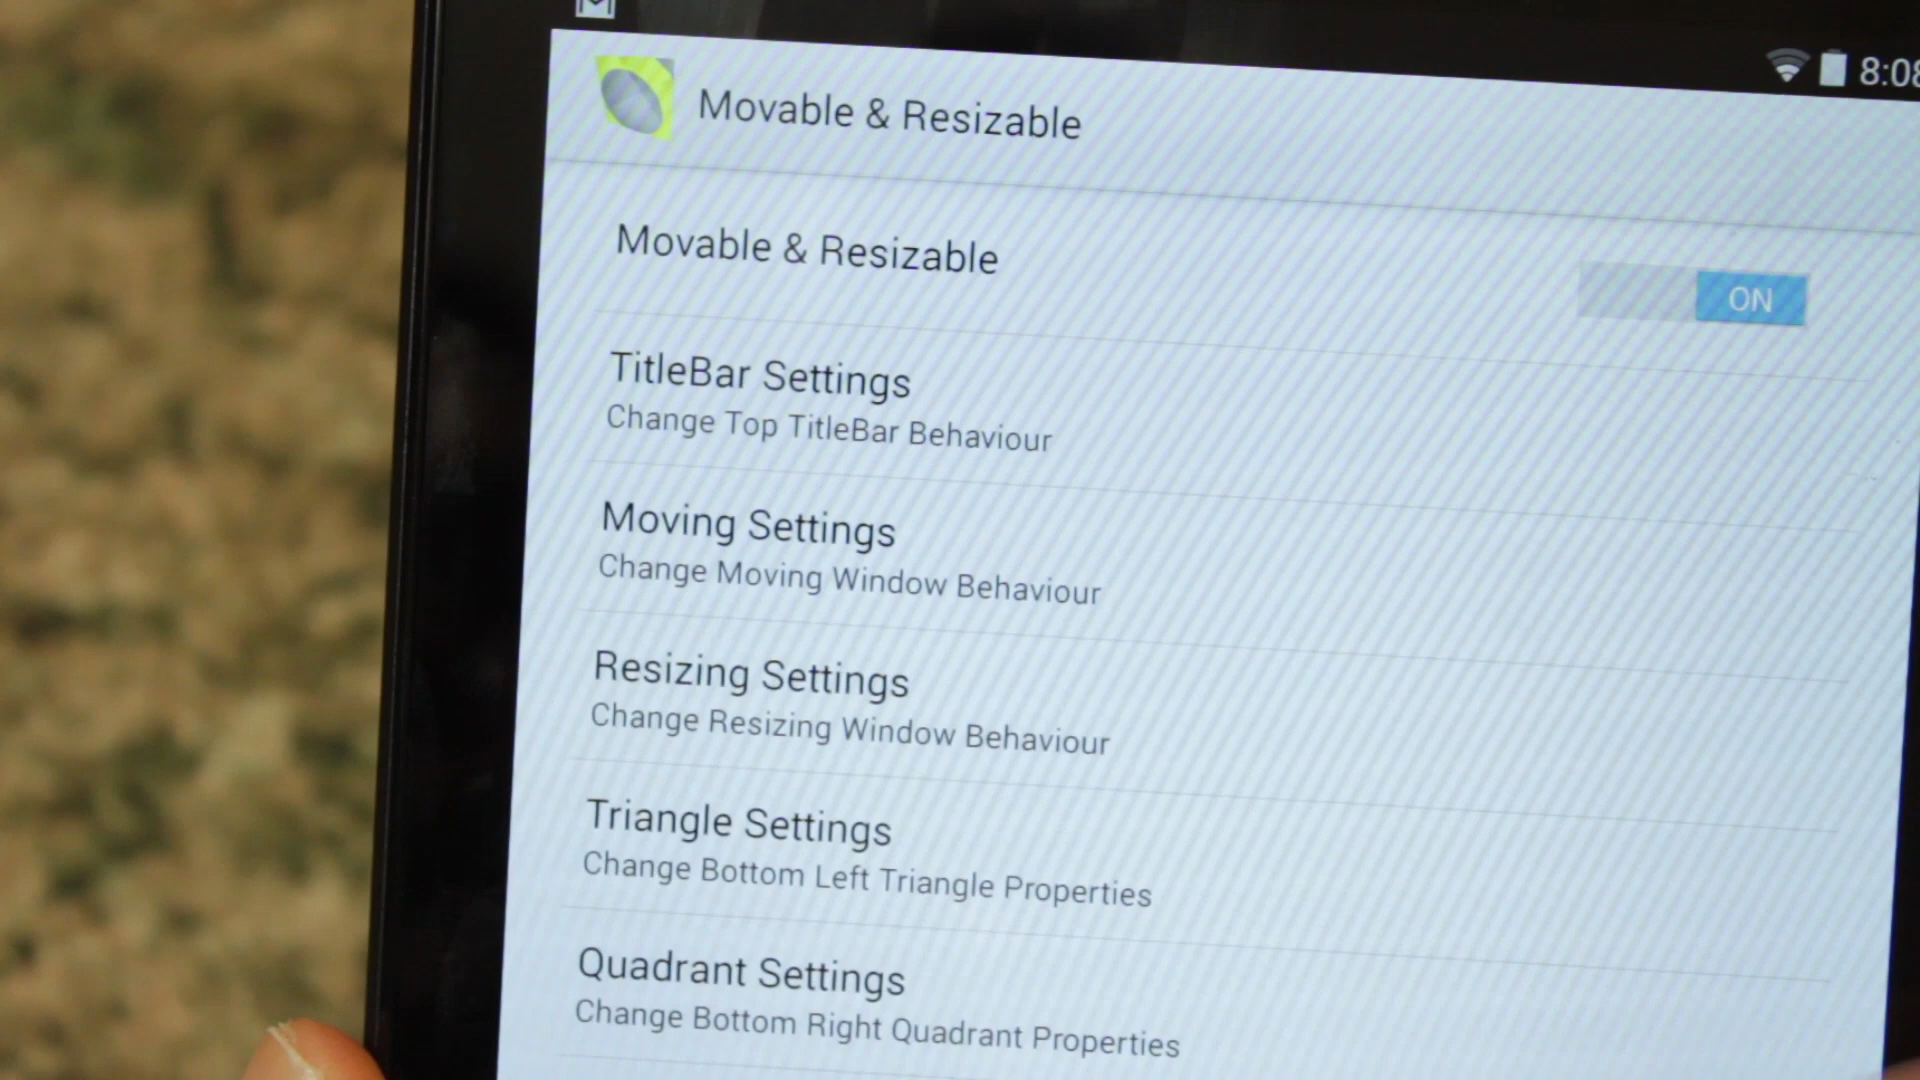 8:08
Movable & Resizable
Movable & Resizable
ON
TitleBar Settings
Change Top TitleBar Behaviour
Moving Settings
Change Moving Window Behaviour
Resizing Settings
Change Resizing Window Behaviour
Triangle Settings
Change Bottom Left Triangle Properties
Quadrant Settings
Change Bottom Right Quadrant Properties